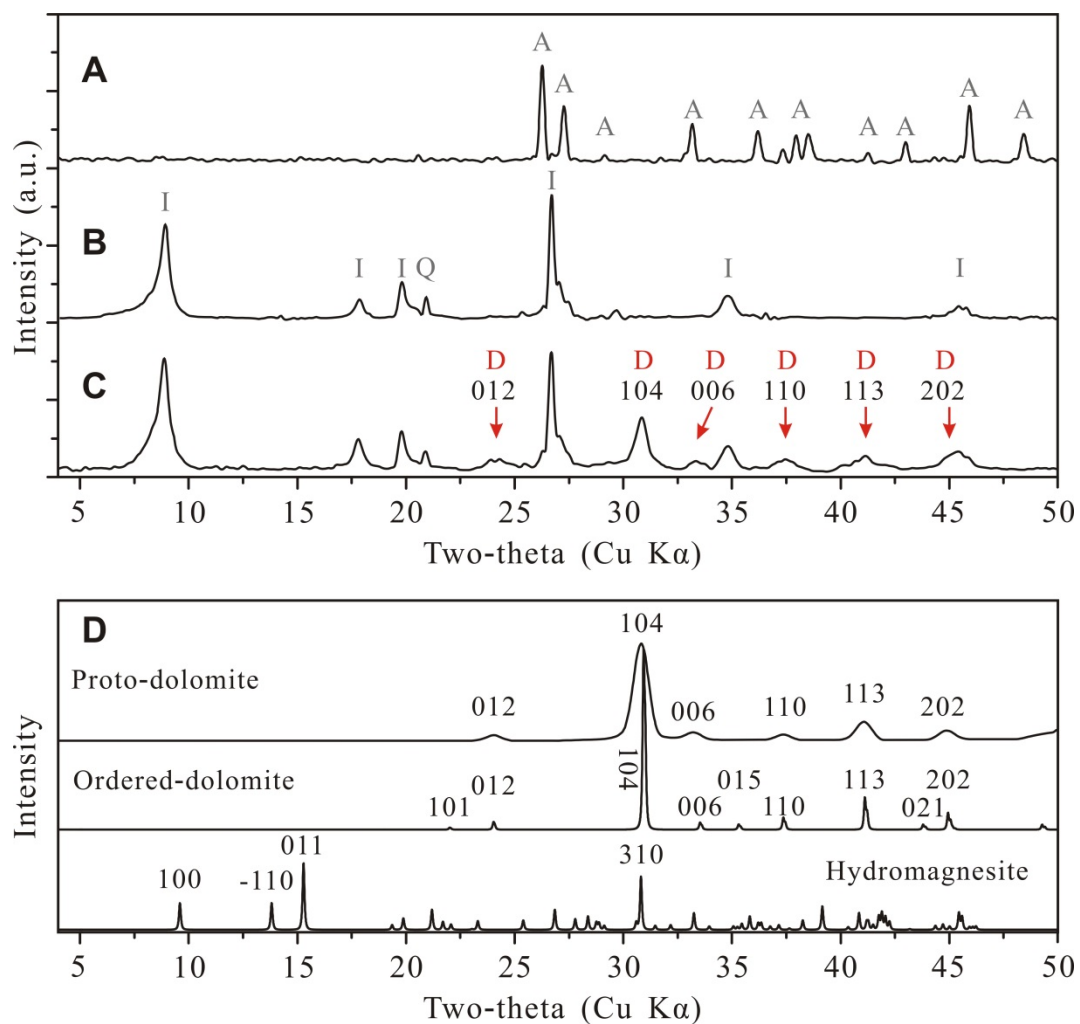 A
A
A
A
A
A
A
A
A
A
A
Intensity (a.u.)
B
I
I
I
Q
I
I
I
C
D
D
D
D
D
D
012
104
006
110
113
202
5
10
15
20
25
30
35
40
45
50
Two-theta (Cu Kα)
D
Intensity
Proto-dolomite
012
104
006
110
113
202
Ordered-dolomite
101
012
104
006
015
110
113
021
202
Hydromagnesite
100
-110
011
310
5
10
15
20
25
30
35
40
45
50
Two-theta (Cu Kα)